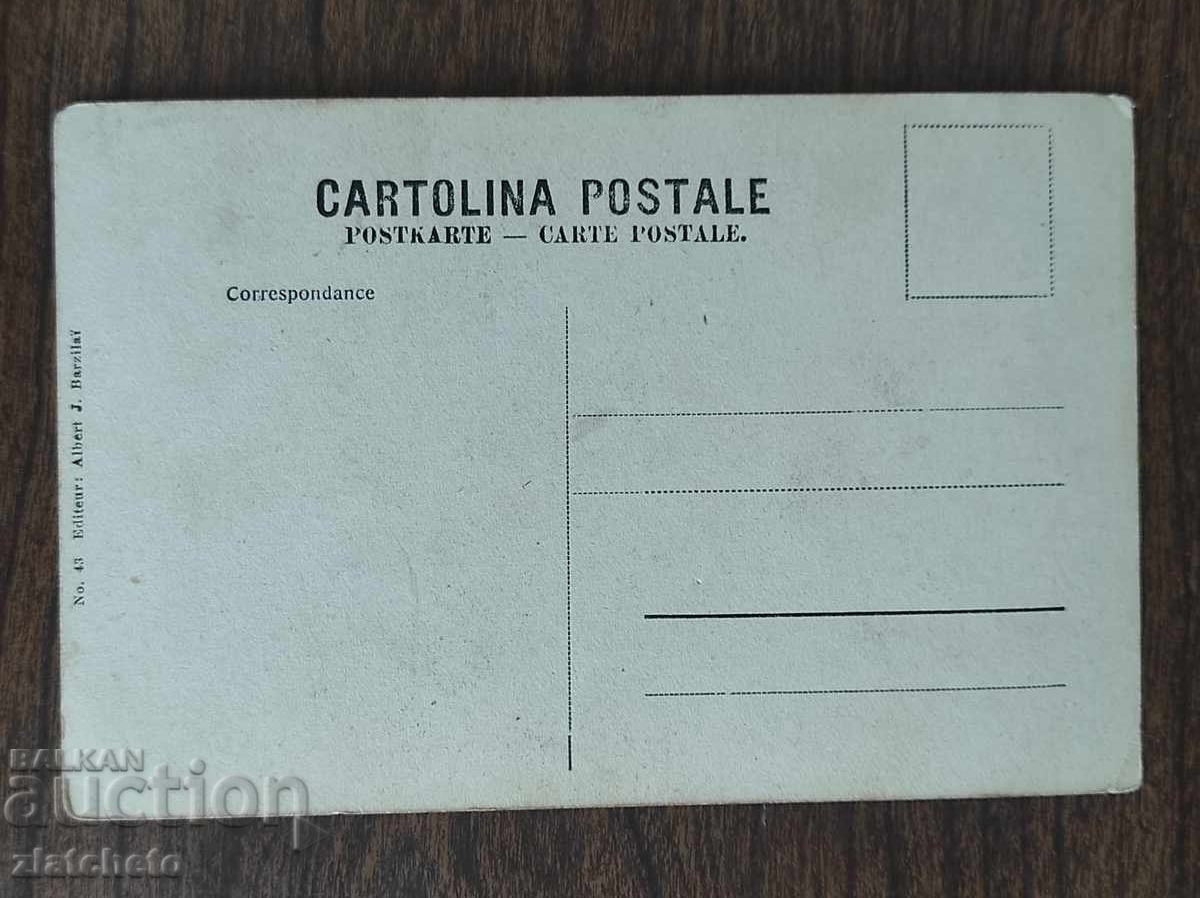 CARTOLINA POSTALE
POSTKARTE — CARTE POSTALE.
Correspondance
No. 43 Editeur: Albert J. Barzilaï
BALKAN
auction
zlatcheto